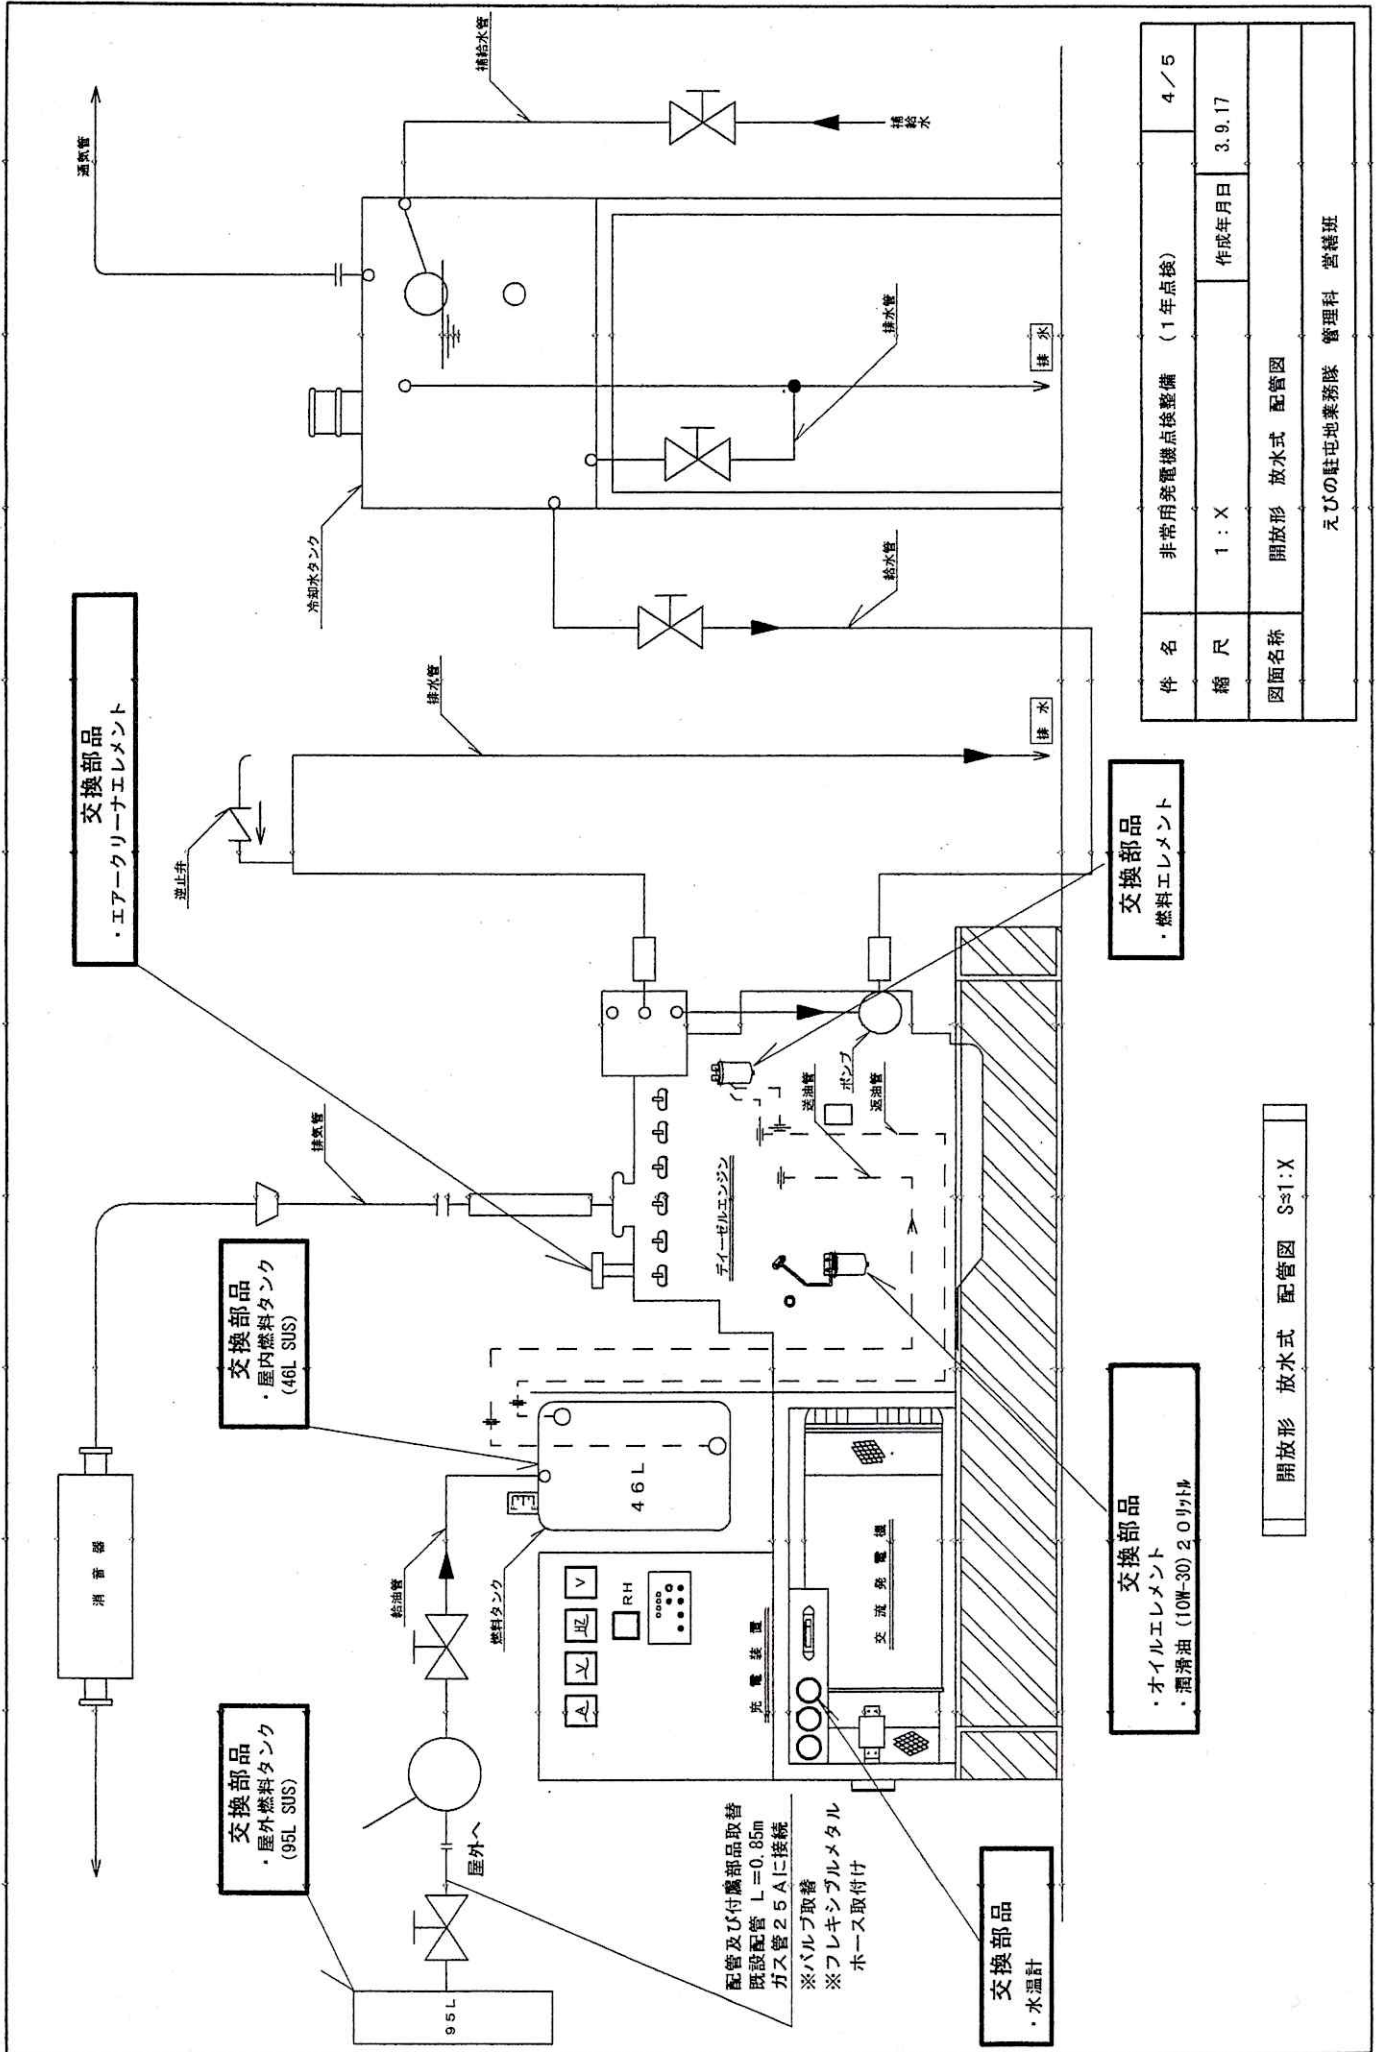 交換部品
・屋外燃料タンク
(95L SUS)
95L
屋外へ
配管及び付属部品取替
既設配管 L=0.85m
ガス管25Aに接続
※バルブ取替
※フレキシブルメタル
ホース取付け
交換部品
・水温計
消音器
給油管
燃料タンク
A
V
HZ
V
RH
充電装置
交流発電機
交換部品
・屋内燃料タンク
(46L SUS)
46L
交換部品
・オイルエレメント
・潤滑油(10W-30)20リットル
排気管
ディーゼルエンジン
送油管
ポンプ
返油管
交換部品
・エアークリーナエレメント
逆止弁
排水管
排水
交換部品
・燃料エレメント
冷却水タンク
給水管
排水管
排水
通気管
補給水管
補給水
開放形 放水式 配管図 S=1:X
件名
非常用発電機点検整備 (1年点検)
4/5
縮尺
1:X
作成年月日
3.9.17
図面名称
開放形 放水式 配管図
えびの駐屯地業務隊 管理科 営繕班